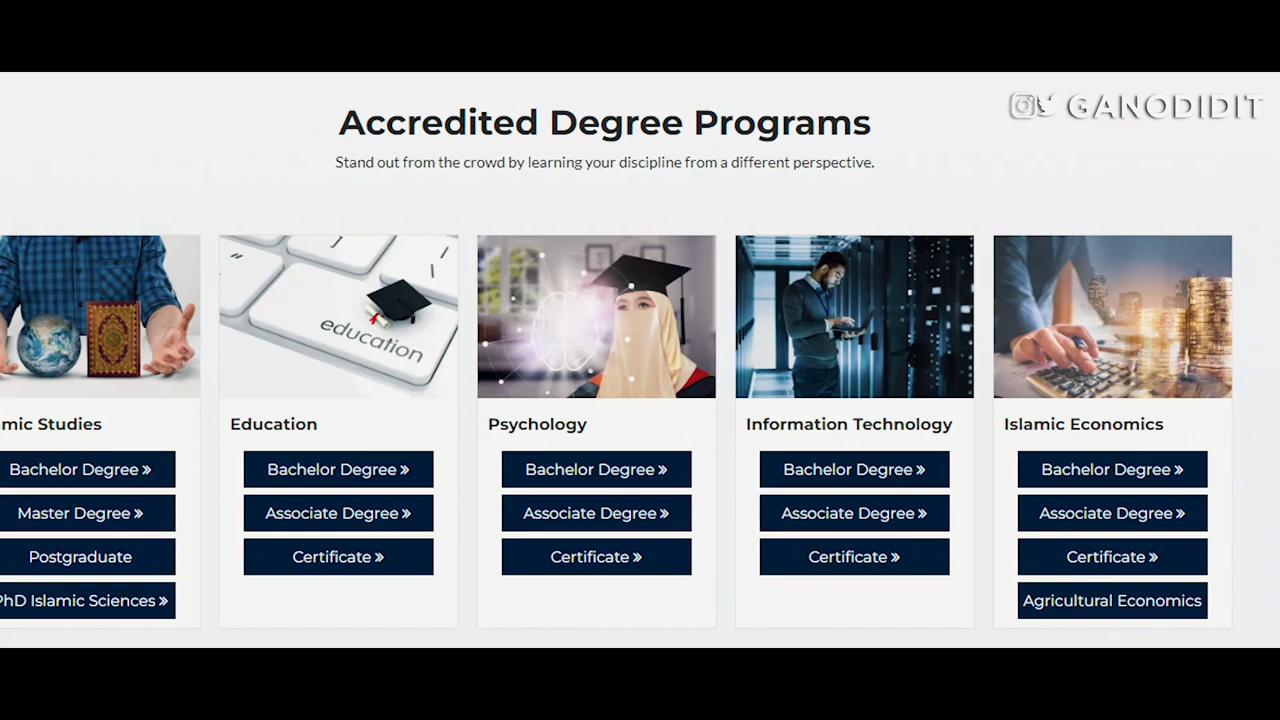 GANODIDIT
Accredited Degree Programs
Stand out from the crowd by learning your discipline from a different perspective.
education
mic Studies
Bachelor Degree »
Master Degree »
Postgraduate
PhD Islamic Sciences »
Education
Bachelor Degree »
Associate Degree »
Certificate »
Psychology
Bachelor Degree »
Associate Degree »
Certificate »
Information Technology
Bachelor Degree »
Associate Degree »
Certificate »
Islamic Economics
Bachelor Degree »
Associate Degree »
Certificate »
Agricultural Economics